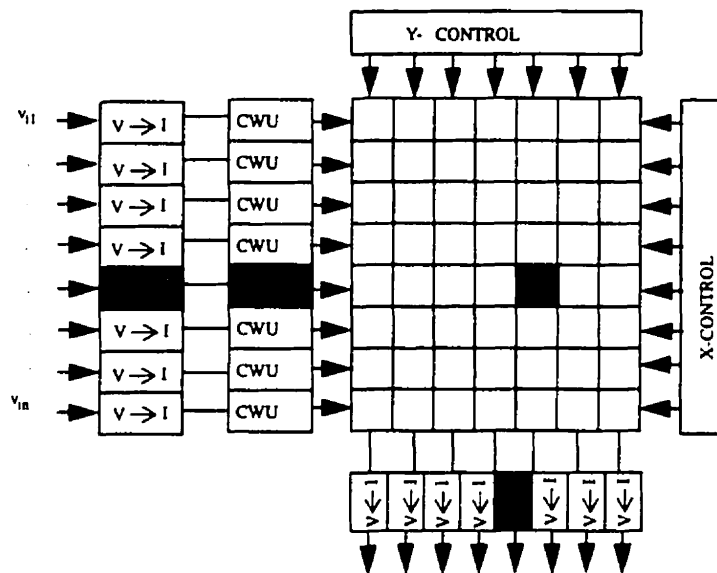 Y- CONTROL
v_i1
V → I
CWU
V → I
CWU
V → I
CWU
V → I
CWU
V → I
CWU
V → I
CWU
v_in
V → I
CWU
X-CONTROL
I → V
I → V
I → V
I → V
I → V
I → V
I → V